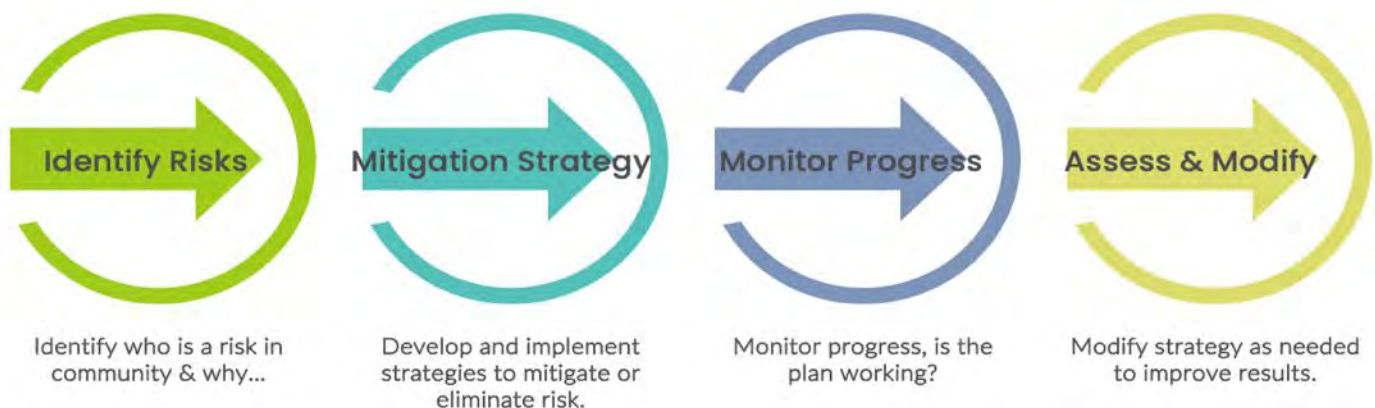 Identify Risks
Mitigation Strategy
Monitor Progress
Assess & Modify
Identify who is a risk in
community & why...
Develop and implement
strategies to mitigate or
eliminate risk.
Monitor progress, is the
plan working?
Modify strategy as needed
to improve results.